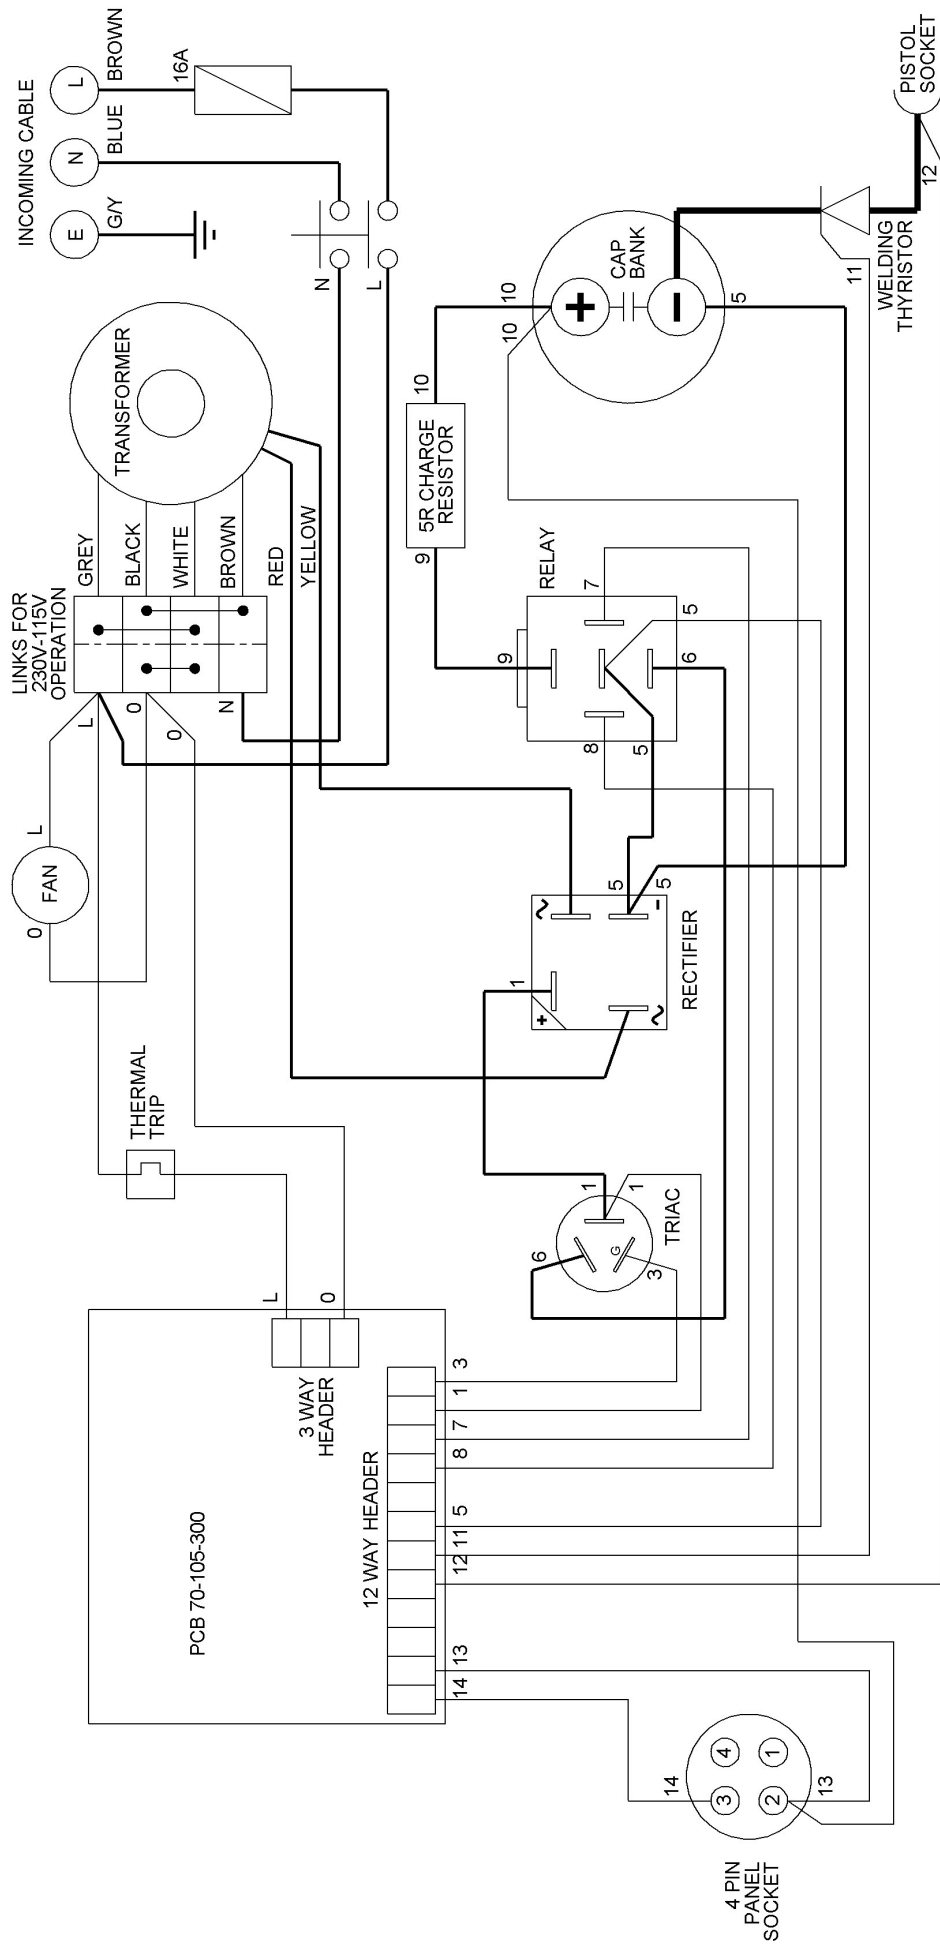 INCOMING CABLE
E
N
L
G/Y
BLUE
BROWN
16A
N
L
TRANSFORMER
LINKS FOR
230V-115V
OPERATION
GREY
BLACK
WHITE
BROWN
RED
YELLOW
L
0
0
N
FAN
0
L
THERMAL
TRIP
L
0
3 WAY
HEADER
PCB 70-105-300
12 WAY HEADER
14
13
12
11
5
8
7
1
3
4 PIN
PANEL
SOCKET
14
3
4
2
1
13
TRIAC
6
1
1
G
3
RECTIFIER
1
+
~
~
-
5
5
RELAY
9
8
7
5
5
6
9
5R CHARGE
RESISTOR
10
10
10
+
CAP
BANK
-
5
WELDING
THYRISTOR
11
12
PISTOL
SOCKET